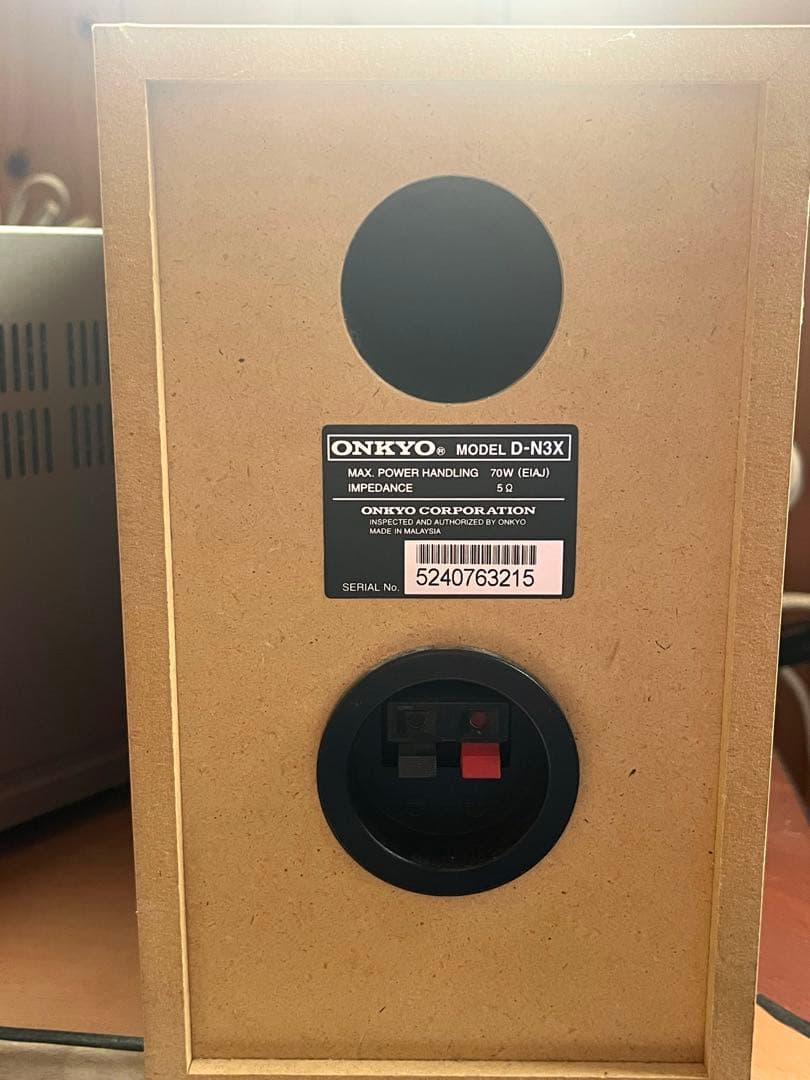 ONKYO® MODEL D-N3X
MAX. POWER HANDLING 70W (EIAJ)
IMPEDANCE 5 Ω
ONKYO CORPORATION
INSPECTED AND AUTHORIZED BY ONKYO
MADE IN MALAYSIA
SERIAL No. 5240763215